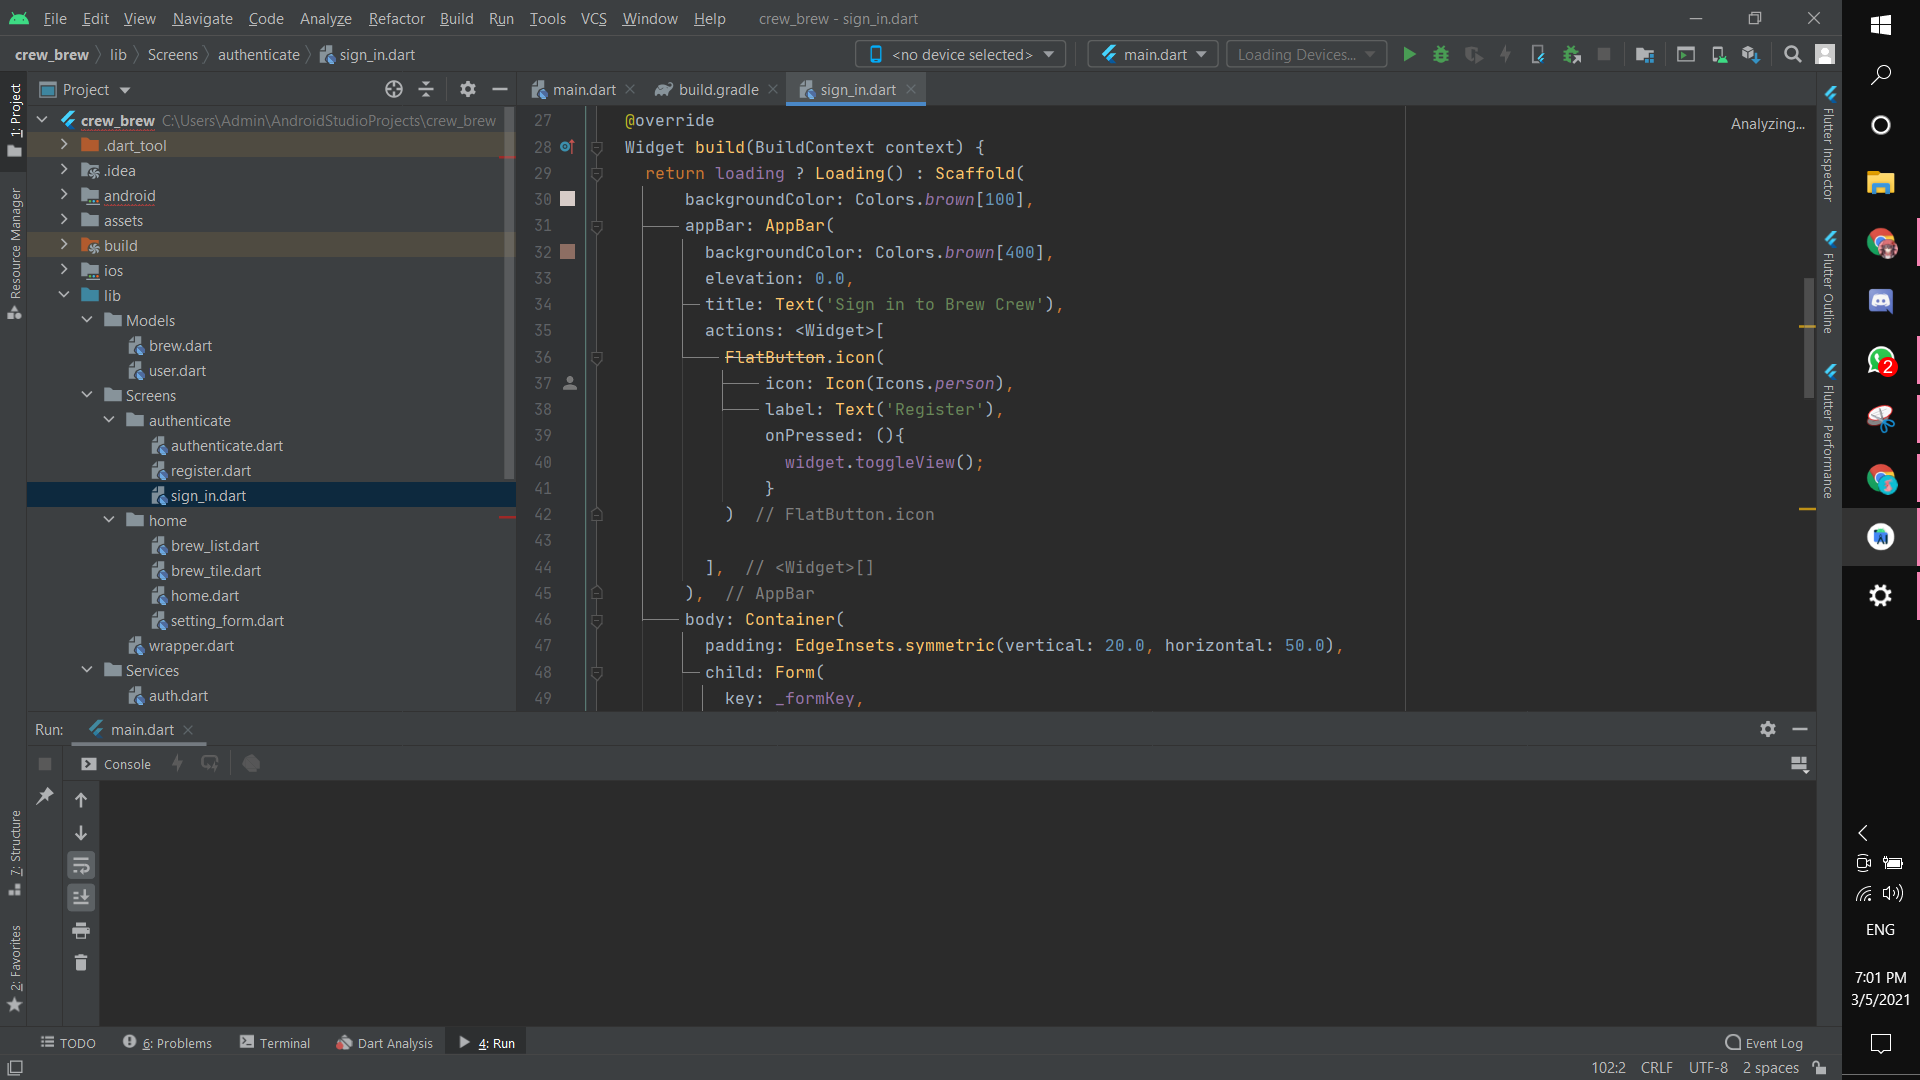 File Edit View Navigate Code Analyze Refactor Build Run Tools VCS Window Help crew_brew - sign_in.dart
crew_brew lib Screens authenticate sign_in.dart <no device selected> main.dart Loading Devices...
1: Project
Resource Manager
7: Structure
2: Favorites
Project
crew_brew C:\Users\Admin\AndroidStudioProjects\crew_brew
.dart_tool
.idea
android
assets
build
ios
lib
Models
brew.dart
user.dart
Screens
authenticate
authenticate.dart
register.dart
sign_in.dart
home
brew_list.dart
brew_tile.dart
home.dart
setting_form.dart
wrapper.dart
Services
auth.dart
main.dart build.gradle sign_in.dart
Analyzing...
27 @override
28 Widget build(BuildContext context) {
29 return loading ? Loading() : Scaffold(
30 backgroundColor: Colors.brown[100],
31 appBar: AppBar(
32 backgroundColor: Colors.brown[400],
33 elevation: 0.0,
34 title: Text('Sign in to Brew Crew'),
35 actions: <Widget>[
36 FlatButton.icon(
37 icon: Icon(Icons.person),
38 label: Text('Register'),
39 onPressed: (){
40 widget.toggleView();
41 }
42 ) // FlatButton.icon
43
44 ], // <Widget>[]
45 ), // AppBar
46 body: Container(
47 padding: EdgeInsets.symmetric(vertical: 20.0, horizontal: 50.0),
48 child: Form(
49 key: _formKey,
Flutter Inspector
Flutter Outline
Flutter Performance
Run: main.dart
Console
TODO 6: Problems Terminal Dart Analysis 4: Run Event Log
102:2 CRLF UTF-8 2 spaces
2
ENG
7:01 PM
3/5/2021